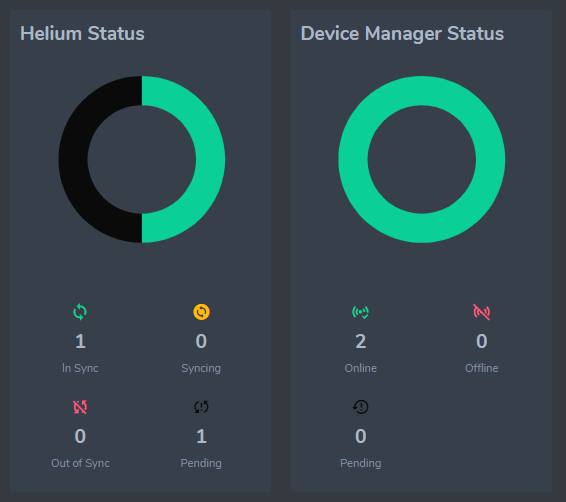 Helium Status
1
In Sync
0
Syncing
0
Out of Sync
1
Pending
Device Manager Status
2
Online
0
Offline
0
Pending